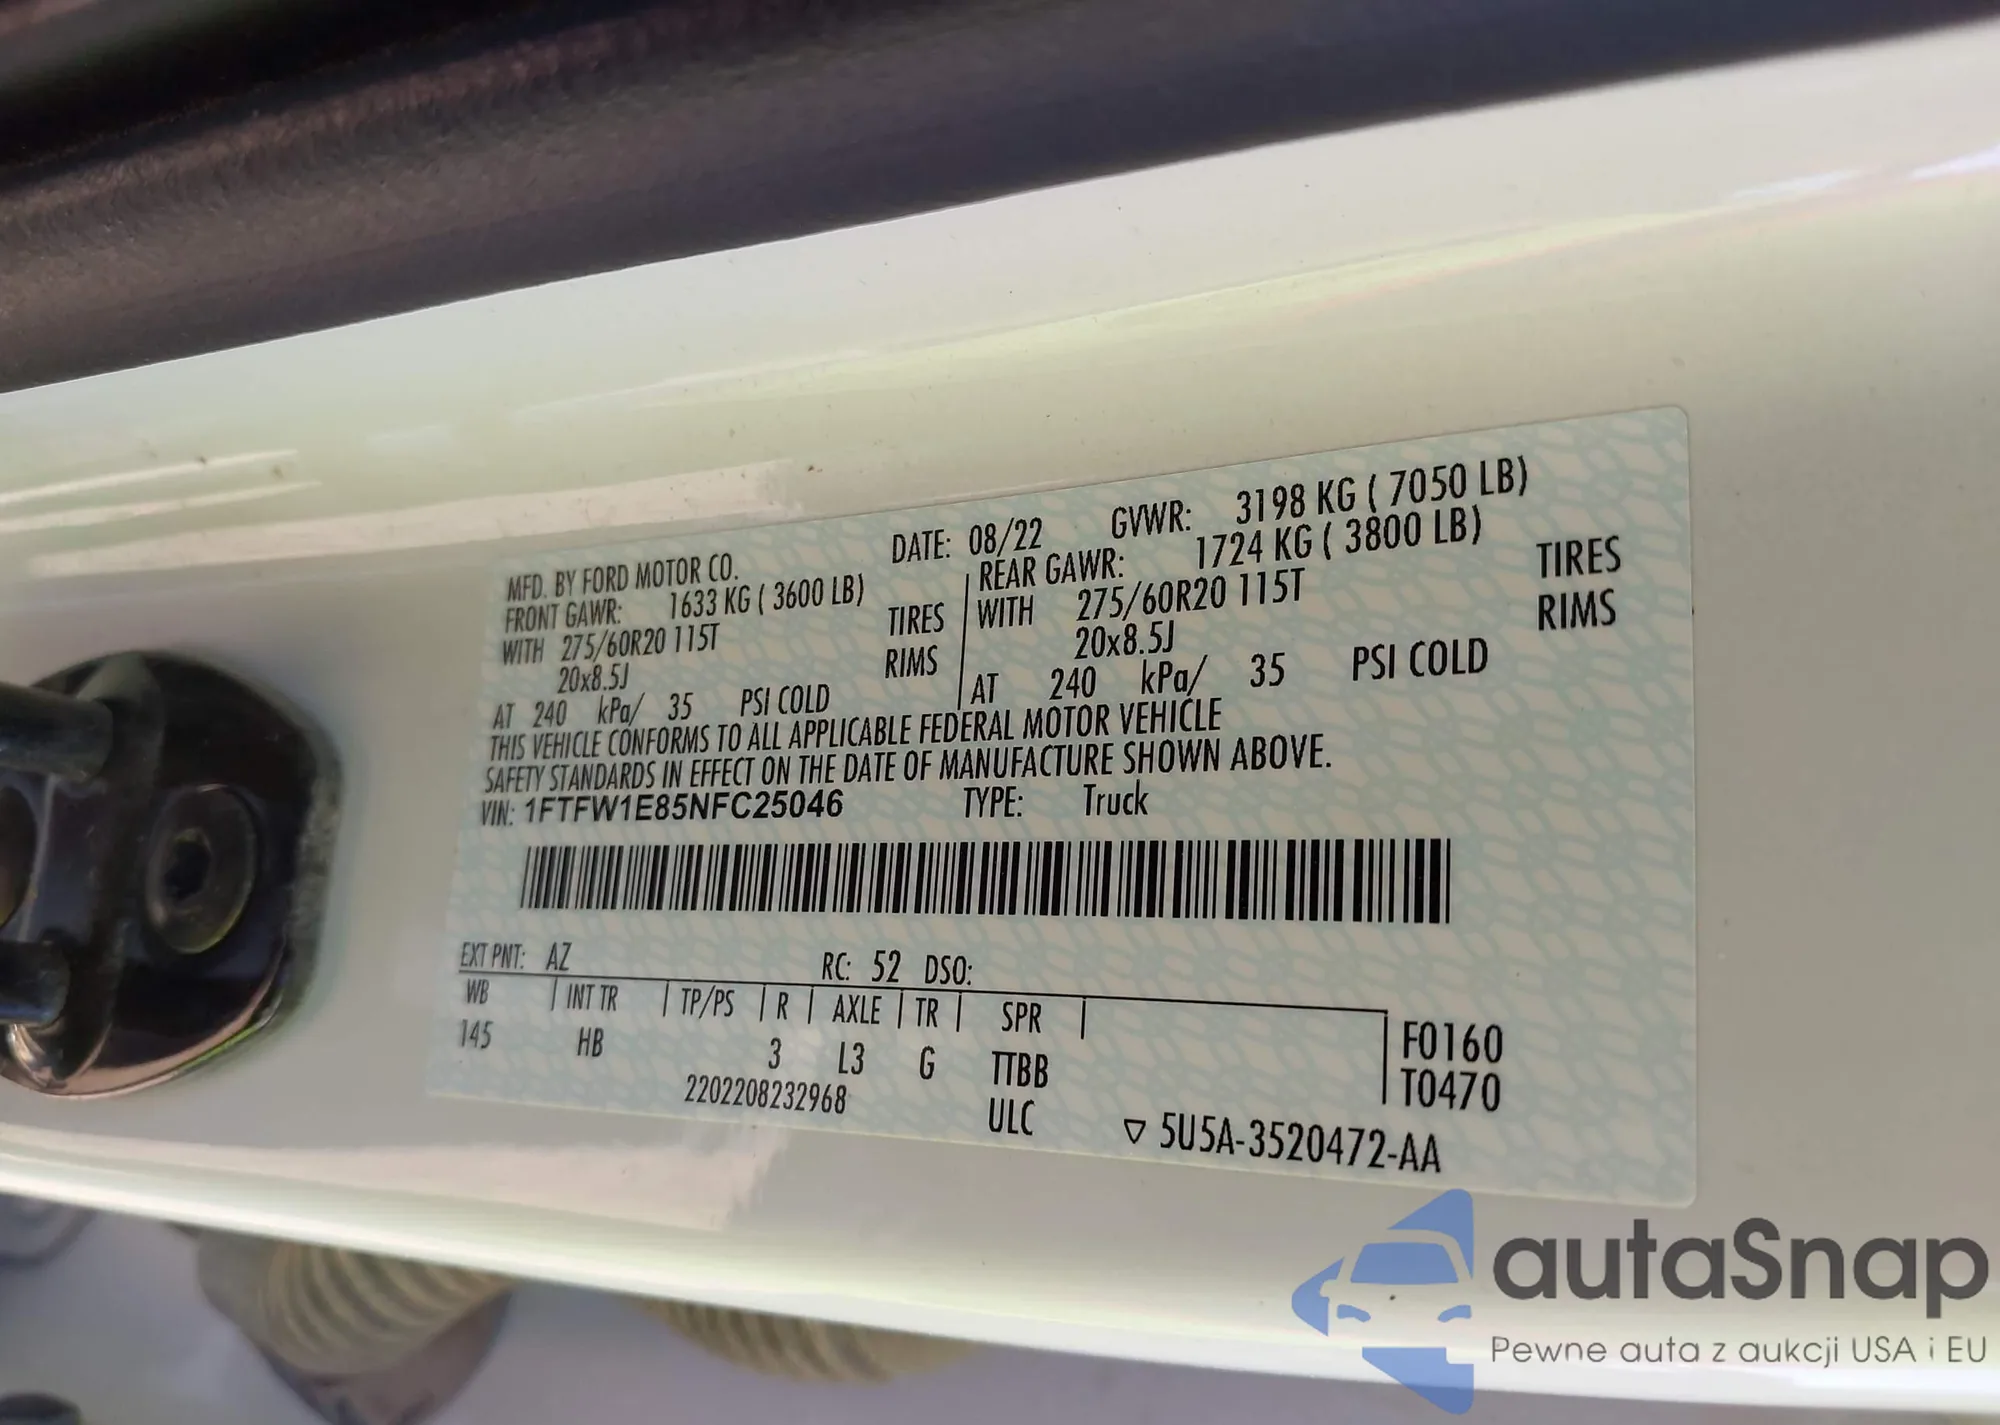 MFD. BY FORD MOTOR CO. DATE: 08/22 GVWR: 3198 KG ( 7050 LB)
FRONT GAWR: 1633 KG ( 3600 LB) REAR GAWR: 1724 KG ( 3800 LB)
WITH 275/60R20 115T TIRES WITH 275/60R20 115T TIRES
20x8.5J RIMS 20x8.5J RIMS
AT 240 kPa/ 35 PSI COLD AT 240 kPa/ 35 PSI COLD
THIS VEHICLE CONFORMS TO ALL APPLICABLE FEDERAL MOTOR VEHICLE
SAFETY STANDARDS IN EFFECT ON THE DATE OF MANUFACTURE SHOWN ABOVE.
VIN: 1FTFW1E85NFC25046 TYPE: Truck
EXT PNT: AZ RC: 52 DSO:
WB INT TR TP/PS R AXLE TR SPR F0160
145 HB 3 L3 G TTBB T0470
2202208232968 ULC ▽ 5U5A-3520472-AA
autaSnap
Pewne auta z aukcji USA i EU